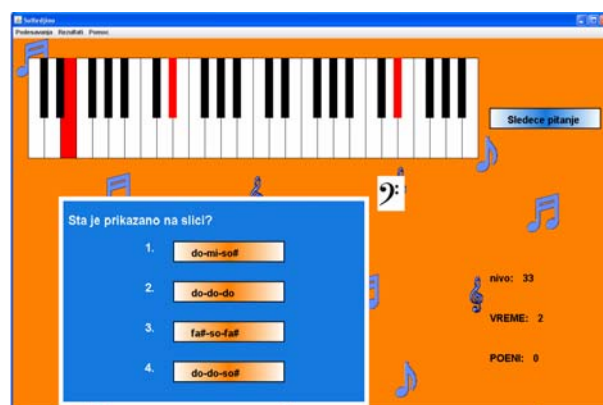 Solfedjino
Podesavanja Rezultati Pomoc
Sledece pitanje
Sta je prikazano na slici?
1. do-mi-so#
2. do-do-do
3. fa#-so-fa#
4. do-do-so#
nivo: 33
VREME: 2
POENI: 0